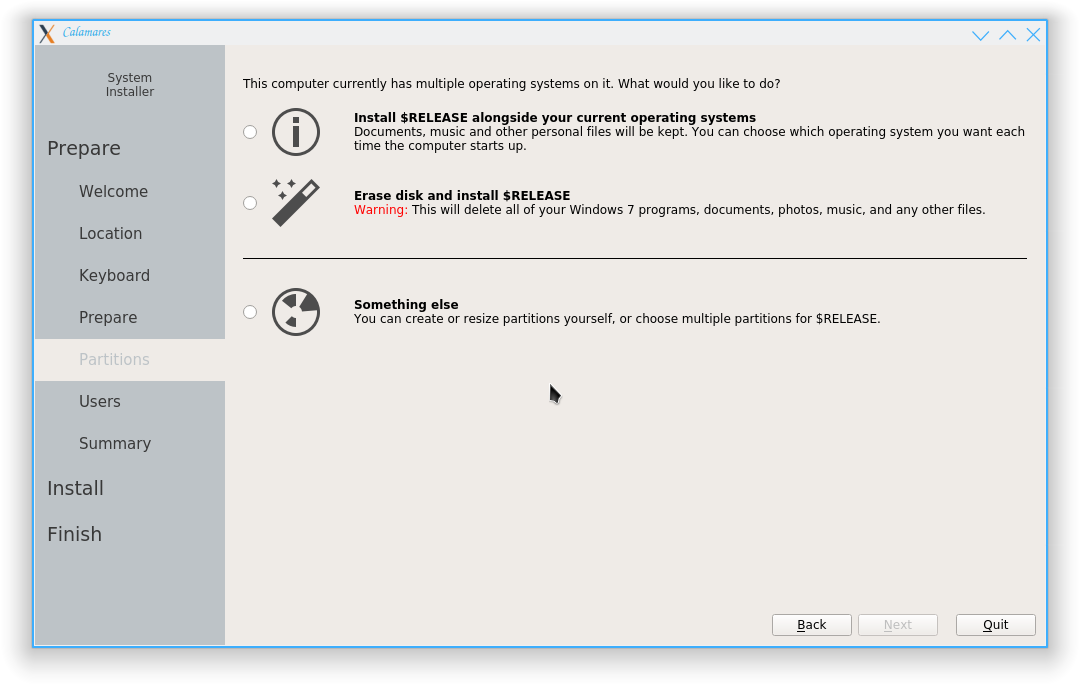 Calamares
System
Installer
Prepare
Welcome
Location
Keyboard
Prepare
Partitions
Users
Summary
Install
Finish
This computer currently has multiple operating systems on it. What would you like to do?
Install $RELEASE alongside your current operating systems
Documents, music and other personal files will be kept. You can choose which operating system you want each
time the computer starts up.
Erase disk and install $RELEASE
Warning: This will delete all of your Windows 7 programs, documents, photos, music, and any other files.
Something else
You can create or resize partitions yourself, or choose multiple partitions for $RELEASE.
Back
Next
Quit